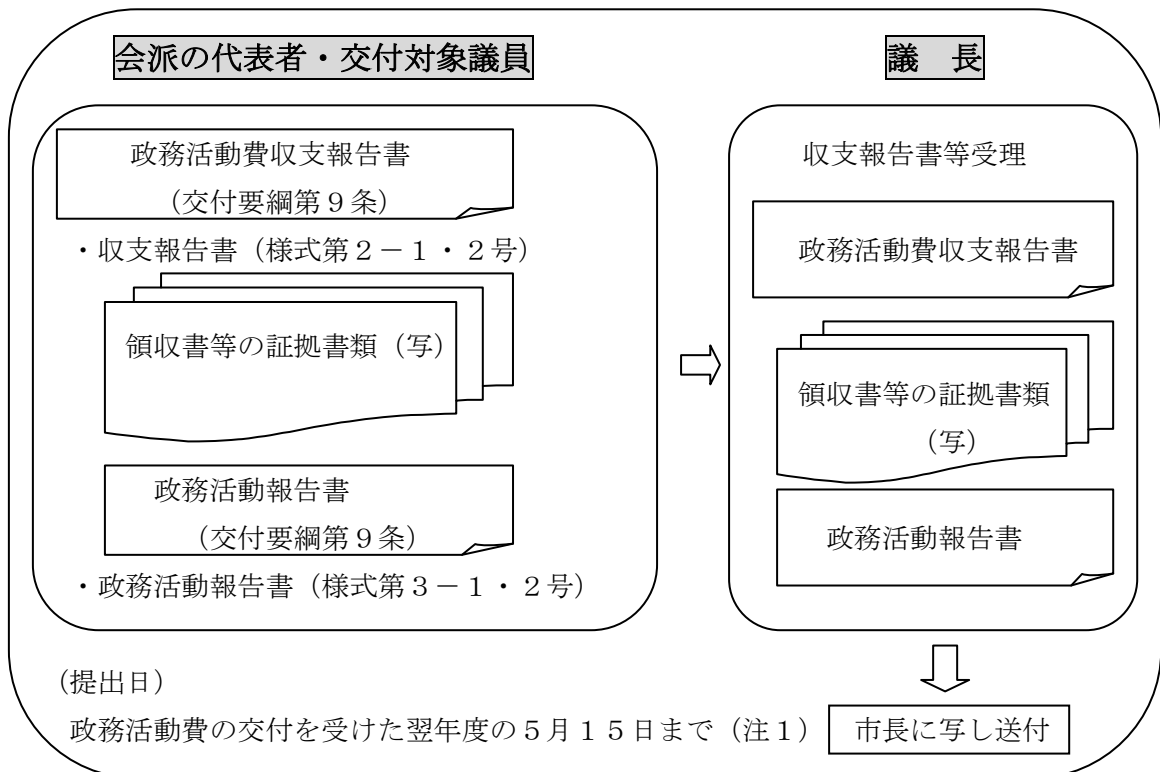 会派の代表者・交付対象議員
政務活動費収支報告書
（交付要綱第９条）
・収支報告書（様式第２－１・２号）
領収書等の証拠書類（写）
政務活動報告書
（交付要綱第９条）
・政務活動報告書（様式第３－１・２号）
議　長
収支報告書等受理
政務活動費収支報告書
領収書等の証拠書類
（写）
政務活動報告書
（提出日）
政務活動費の交付を受けた翌年度の５月１５日まで（注１）
市長に写し送付